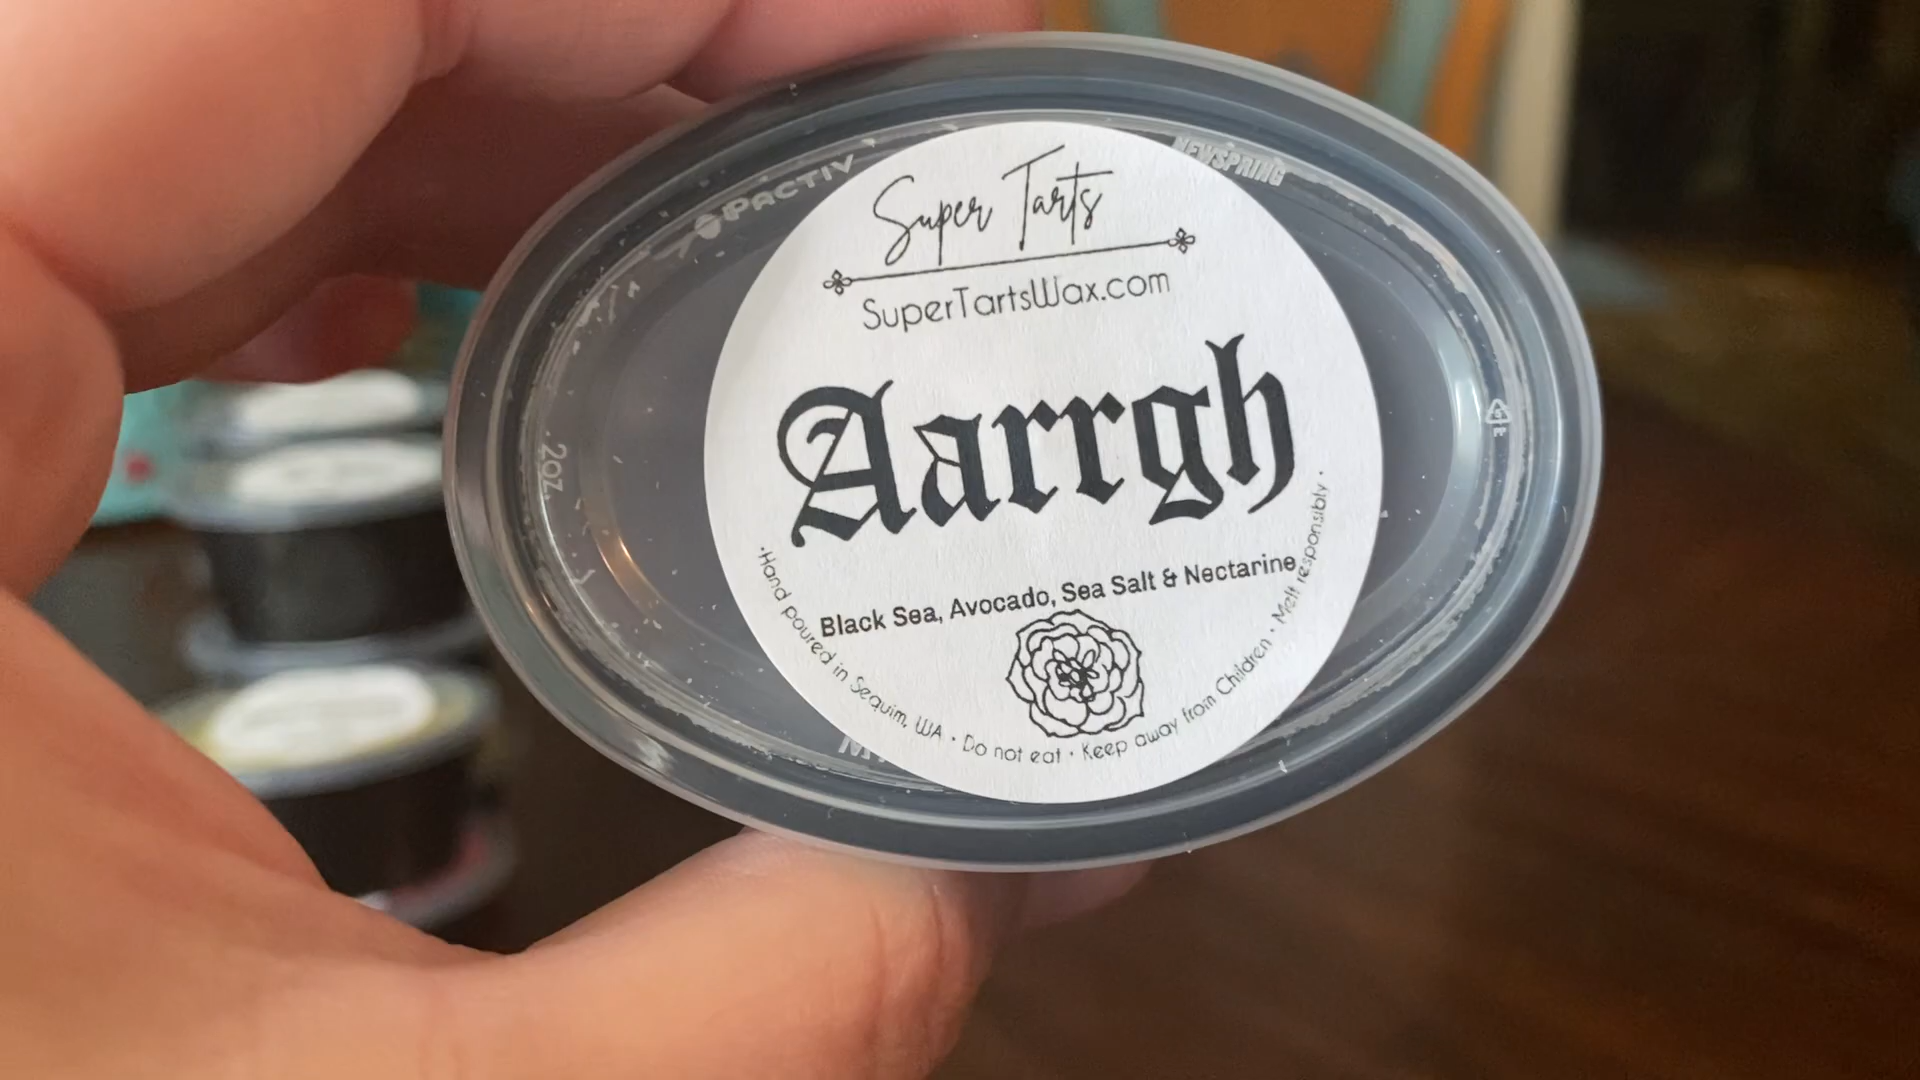 PACTIV
NEWSPRING
Super Tarts
SuperTartsWax.com
Aarrgh
2oz.
Black Sea, Avocado, Sea Salt & Nectarine
·Hand poured in Sequim, WA · Do not eat · Keep away from Children · Melt responsibly ·
PP